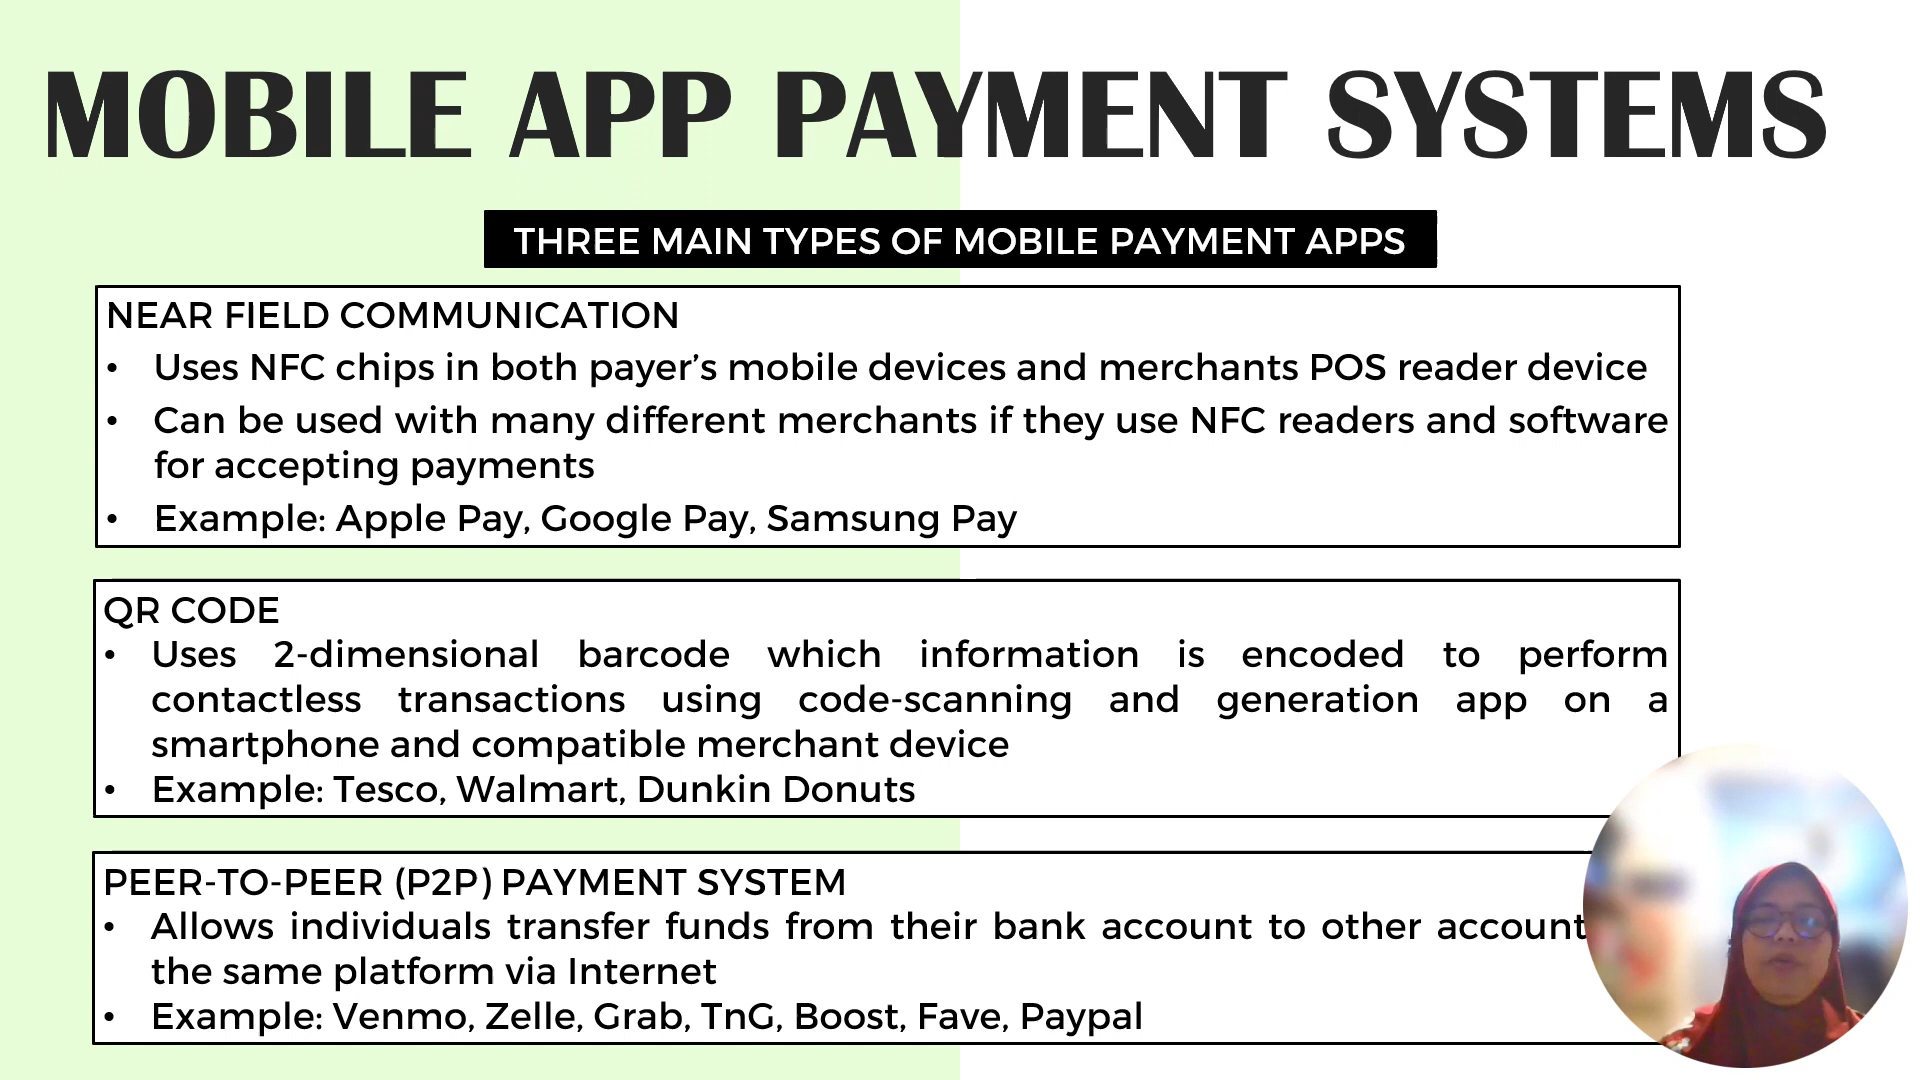 MOBILE APP PAYMENT SYSTEMS
THREE MAIN TYPES OF MOBILE PAYMENT APPS
NEAR FIELD COMMUNICATION
• Uses NFC chips in both payer’s mobile devices and merchants POS reader device
• Can be used with many different merchants if they use NFC readers and software
for accepting payments
• Example: Apple Pay, Google Pay, Samsung Pay
QR CODE
• Uses 2-dimensional barcode which information is encoded to perform
contactless transactions using code-scanning and generation app on a
smartphone and compatible merchant device
• Example: Tesco, Walmart, Dunkin Donuts
PEER-TO-PEER (P2P) PAYMENT SYSTEM
• Allows individuals transfer funds from their bank account to other account
the same platform via Internet
• Example: Venmo, Zelle, Grab, TnG, Boost, Fave, Paypal